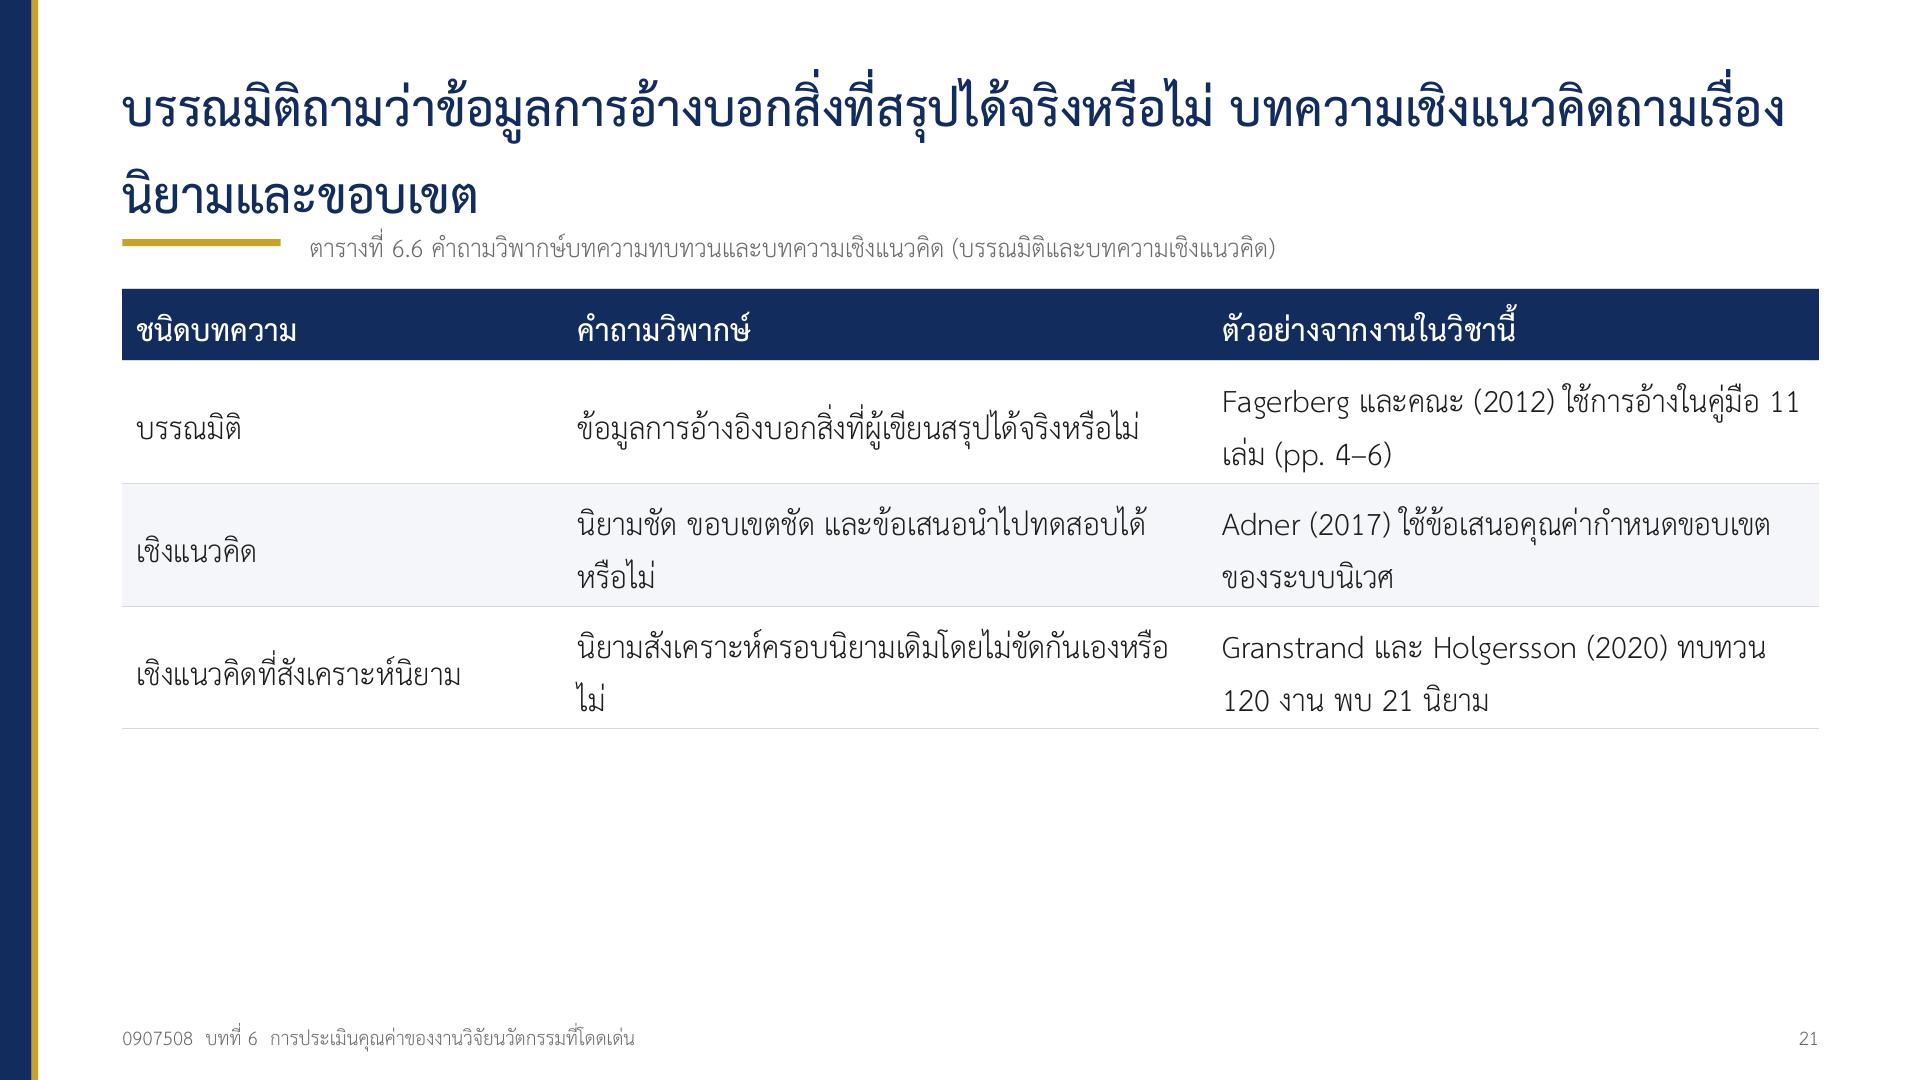 บรรณมิติถามว่าข้อมูลการอ้างบอกสิ่งที่สรุปได้จริงหรือไม่ บทความเชิงแนวคิดถามเรื่อง
นิยามและขอบเขต
ตารางที่ 6.6 คำถามวิพากษ์บทความทบทวนและบทความเชิงแนวคิด (บรรณมิติและบทความเชิงแนวคิด)
ชนิดบทความ คำถามวิพากษ์ ตัวอย่างจากงานในวิชานี้
บรรณมิติ
ข้อมูลการอ้างอิงบอกสิ่งที่ผู้เขียนสรุปได้จริงหรือไม่
Fagerberg และคณะ (2012) ใช้การอ้างในคู่มือ 11
เล่ม (pp. 4–6)
เชิงแนวคิด
นิยามชัด ขอบเขตชัด และข้อเสนอนำไปทดสอบได้
หรือไม่
Adner (2017) ใช้ข้อเสนอคุณค่ากำหนดขอบเขต
ของระบบนิเวศ
เชิงแนวคิดที่สังเคราะห์นิยาม
นิยามสังเคราะห์ครอบนิยามเดิมโดยไม่ขัดกันเองหรือ
ไม่
Granstrand และ Holgersson (2020) ทบทวน
120 งาน พบ 21 นิยาม
0907508 บทที่ 6 การประเมินคุณค่าของงานวิจัยนวัตกรรมที่โดดเด่น
21